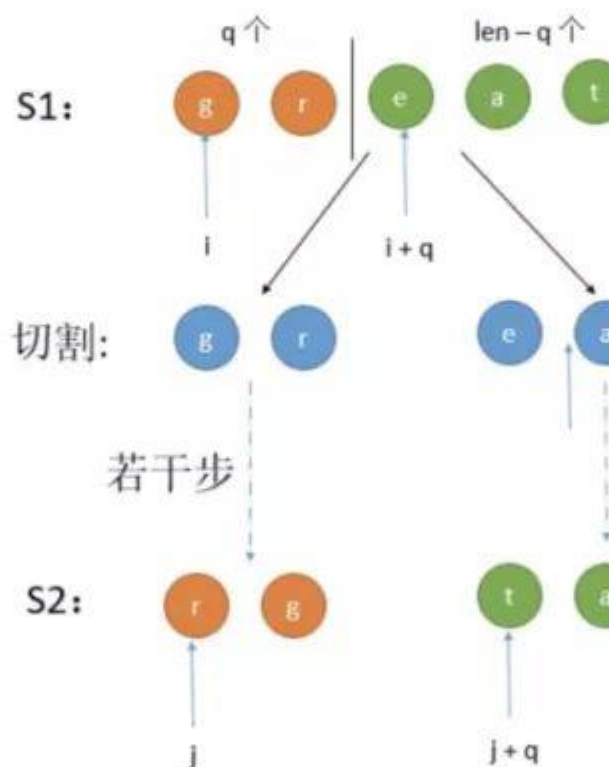 q 个 len – q 个
S1: g r e a t
i i + q
切割: g r e a
若干步
S2: r g t a
j j + q